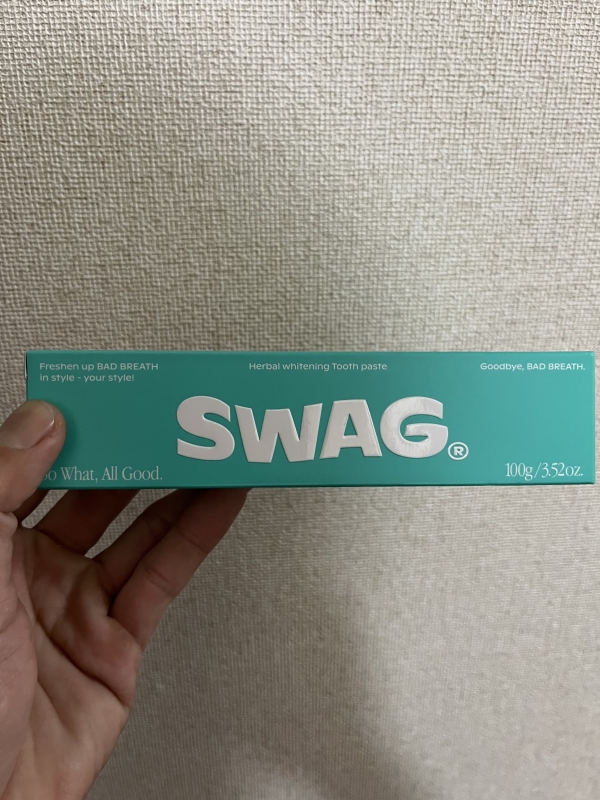 Freshen up BAD BREATH
in style - your style!
Herbal whitening Tooth paste
Goodbye, BAD BREATH.
SWAG®
What, All Good.
100g/3.52oz.